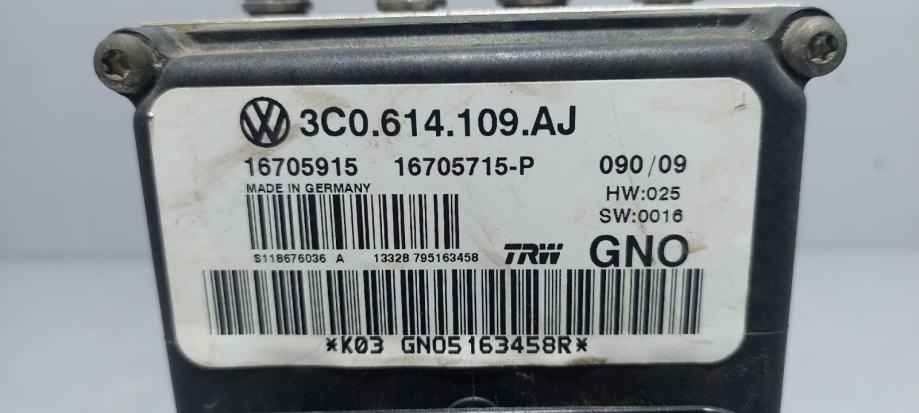 3C0.614.109.AJ
16705915 16705715-P 090/09
MADE IN GERMANY HW:025
SW:0016
S118676036 A 13328 795163458 TRW GNO
*K03 GNO5163458R*